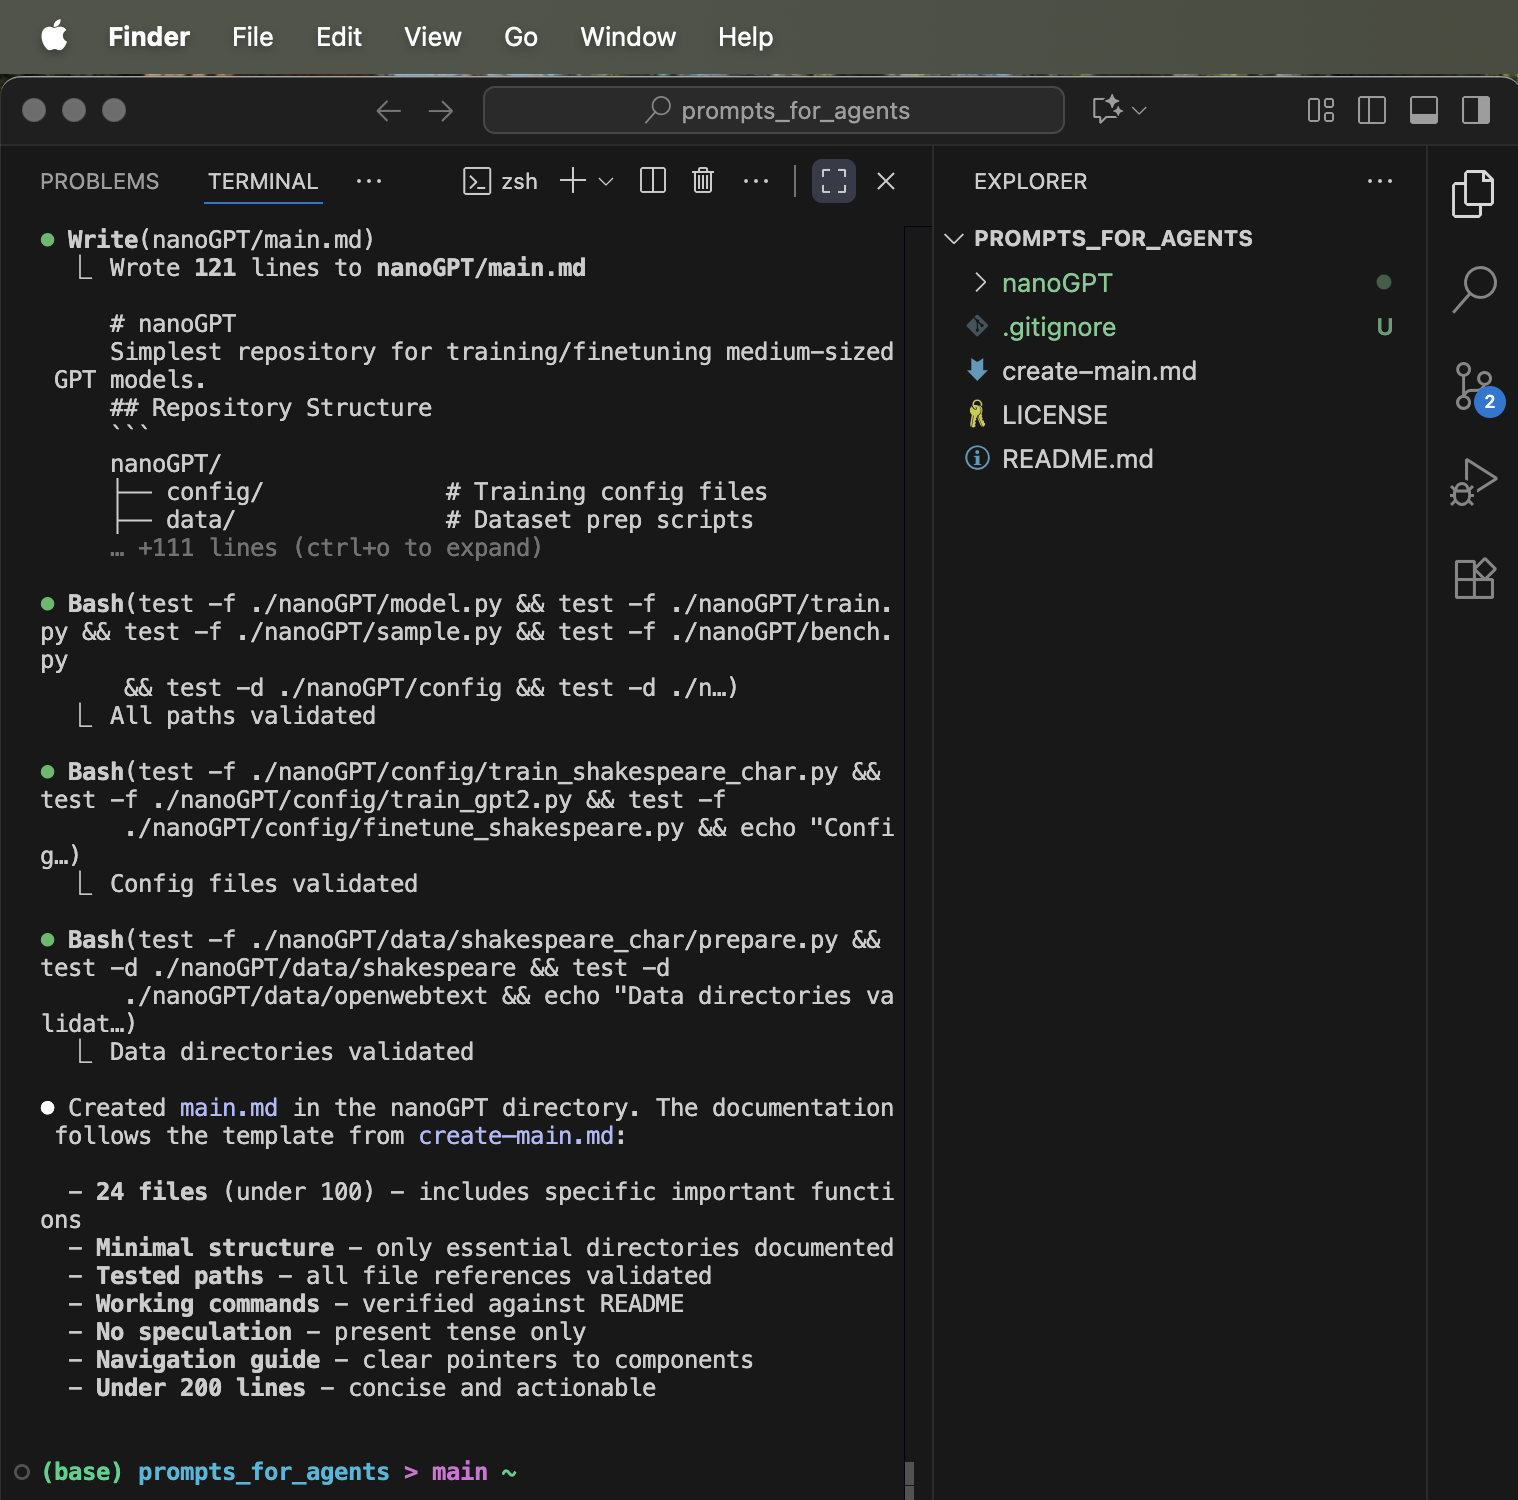 Finder File Edit View Go Window Help
prompts_for_agents
PROBLEMS TERMINAL ··· zsh ···
● Write(nanoGPT/main.md)
⎿ Wrote 121 lines to nanoGPT/main.md
# nanoGPT
Simplest repository for training/finetuning medium-sized
GPT models.
## Repository Structure
```
nanoGPT/
├── config/ # Training config files
├── data/ # Dataset prep scripts
… +111 lines (ctrl+o to expand)
● Bash(test -f ./nanoGPT/model.py && test -f ./nanoGPT/train.
py && test -f ./nanoGPT/sample.py && test -f ./nanoGPT/bench.
py
&& test -d ./nanoGPT/config && test -d ./n…)
⎿ All paths validated
● Bash(test -f ./nanoGPT/config/train_shakespeare_char.py &&
test -f ./nanoGPT/config/train_gpt2.py && test -f
./nanoGPT/config/finetune_shakespeare.py && echo "Confi
g…)
⎿ Config files validated
● Bash(test -f ./nanoGPT/data/shakespeare_char/prepare.py &&
test -d ./nanoGPT/data/shakespeare && test -d
./nanoGPT/data/openwebtext && echo "Data directories va
lidat…)
⎿ Data directories validated
● Created main.md in the nanoGPT directory. The documentation
follows the template from create-main.md:
- 24 files (under 100) - includes specific important functi
ons
- Minimal structure - only essential directories documented
- Tested paths - all file references validated
- Working commands - verified against README
- No speculation - present tense only
- Navigation guide - clear pointers to components
- Under 200 lines - concise and actionable
(base) prompts_for_agents > main ~
EXPLORER ···
PROMPTS_FOR_AGENTS
nanoGPT
.gitignore U
create-main.md
LICENSE
README.md
2